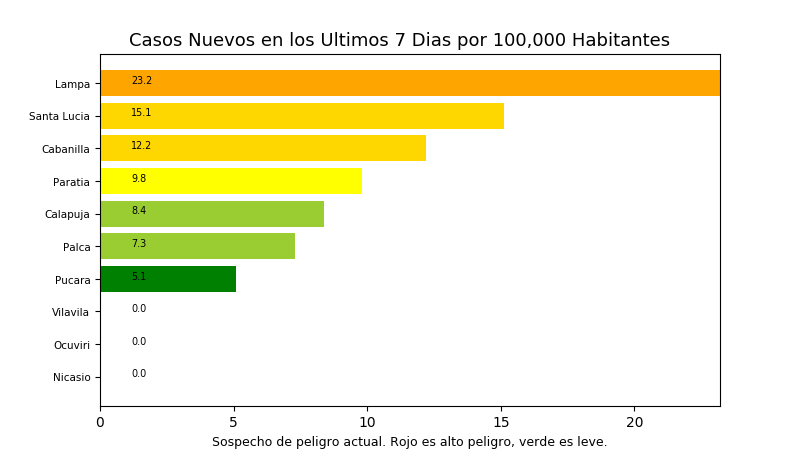 Casos Nuevos en los Ultimos 7 Dias por 100,000 Habitantes
Lampa 23.2
Santa Lucia 15.1
Cabanilla 12.2
Paratia 9.8
Calapuja 8.4
Palca 7.3
Pucara 5.1
Vilavila 0.0
Ocuviri 0.0
Nicasio 0.0
0 5 10 15 20
Sospecho de peligro actual. Rojo es alto peligro, verde es leve.